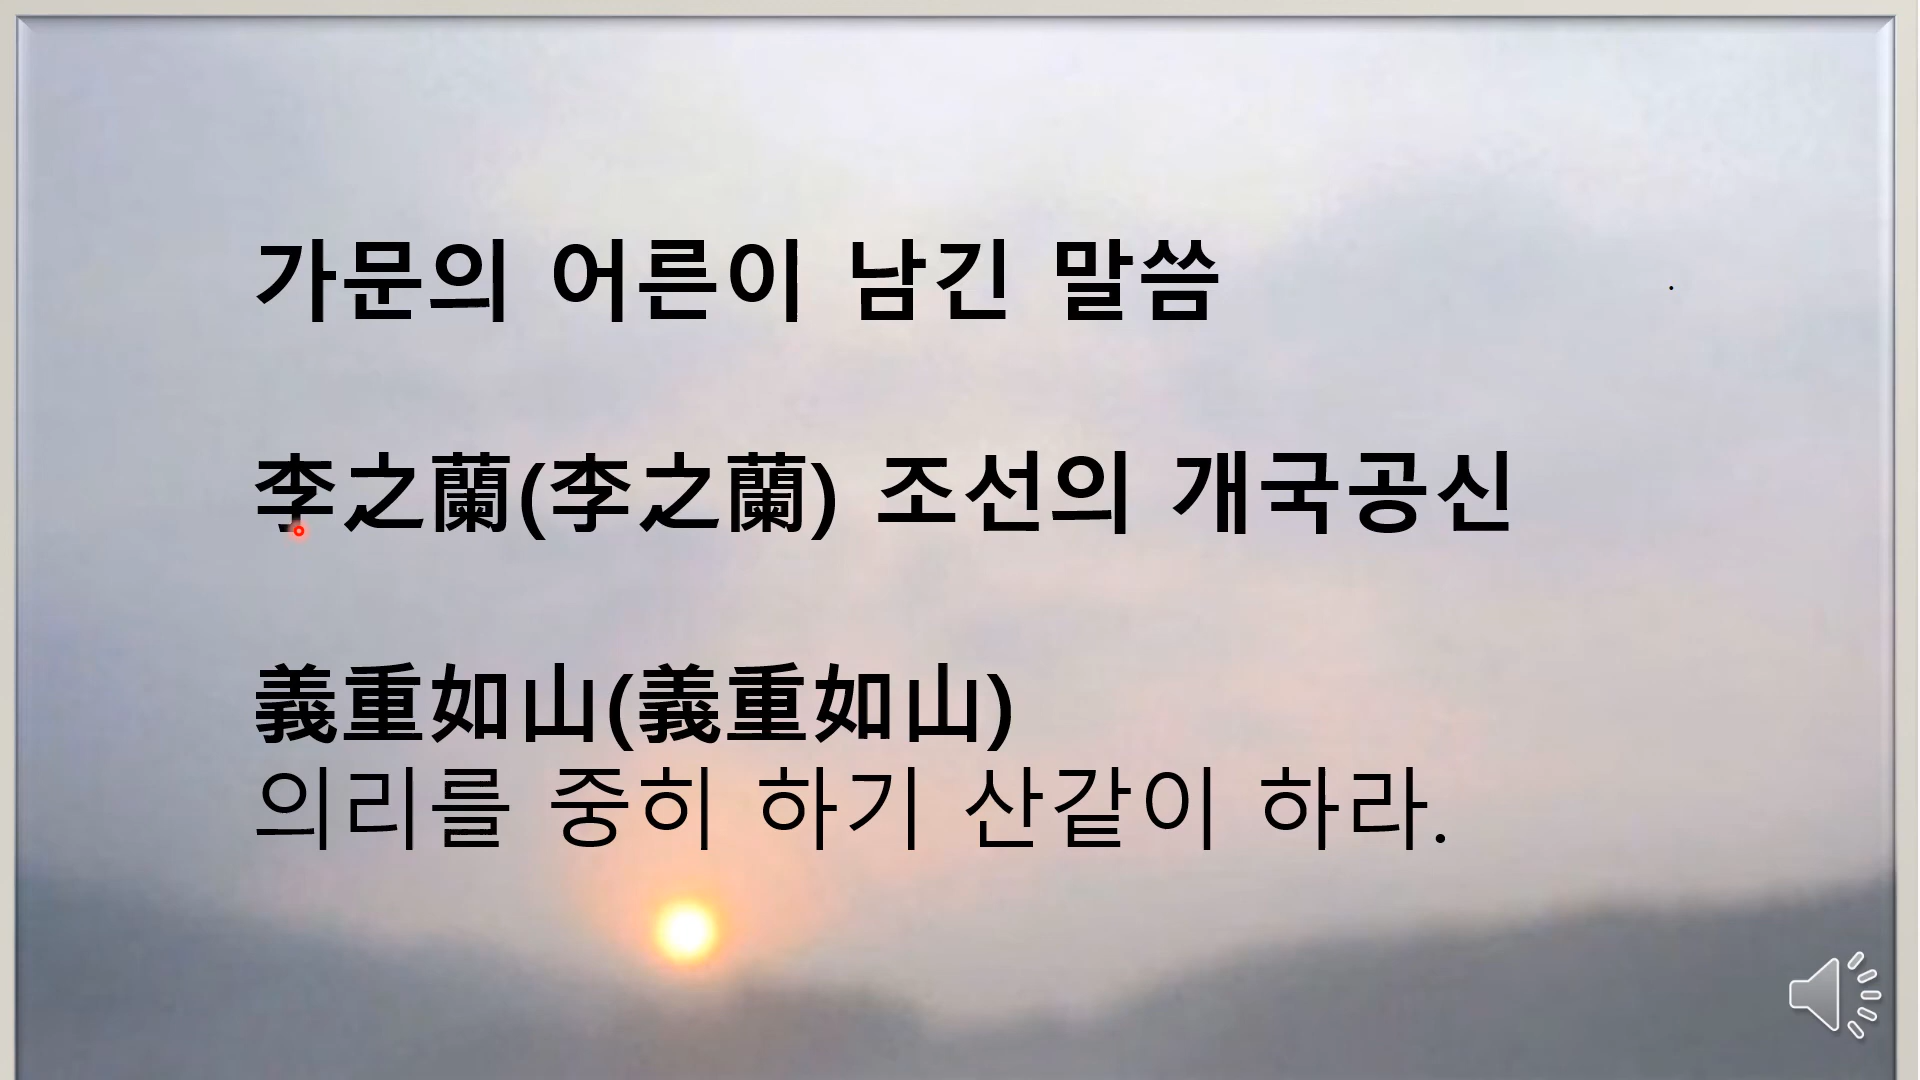 가문의 어른이 남긴 말씀
李之蘭(李之蘭) 조선의 개국공신
義重如山(義重如山)
의리를 중히 하기 산같이 하라.